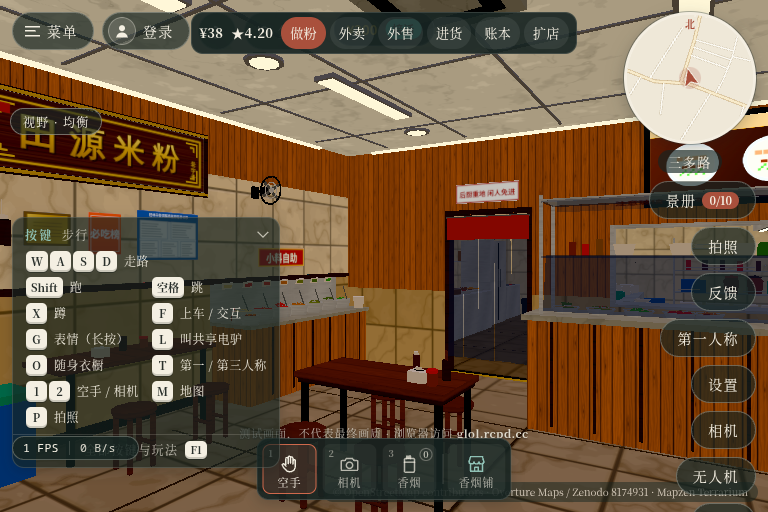 菜单
登录
¥38 ★4.20 做粉 外卖 外售 进货 账本 扩店
北
视野 · 均衡
源米粉
三多路
景册 0/10
后厨重地 闲人免进
必吃榜
小料自助
按键 步行
W A S D 走路
Shift 跑 空格 跳
X 蹲 F 上车 / 交互
G 表情（长按） L 叫共享电驴
O 随身衣橱 T 第一 / 第三人称
1 2 空手 / 相机 M 地图
P 拍照
1 FPS 0 B/s
与玩法 F1
拍照
反馈
第一人称
设置
相机
无人机
测试画面，不代表最终画质 · 浏览器访问 glol.rcpd.cc
1 空手
2 相机
3 香烟 0
香烟铺
rture Maps / Zenodo 8174931 · Mapzen Terrarium